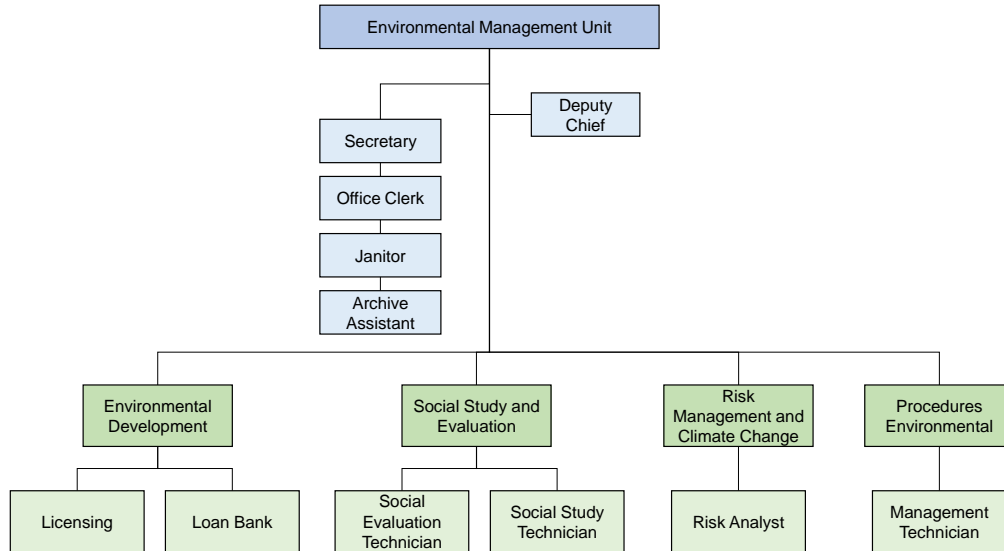 Environmental Management Unit
Deputy
Chief
Secretary
Office Clerk
Janitor
Archive
Assistant
Environmental
Development
Social Study and
Evaluation
Risk
Management and
Climate Change
Procedures
Environmental
Licensing
Loan Bank
Social
Evaluation
Technician
Social Study
Technician
Risk Analyst
Management
Technician